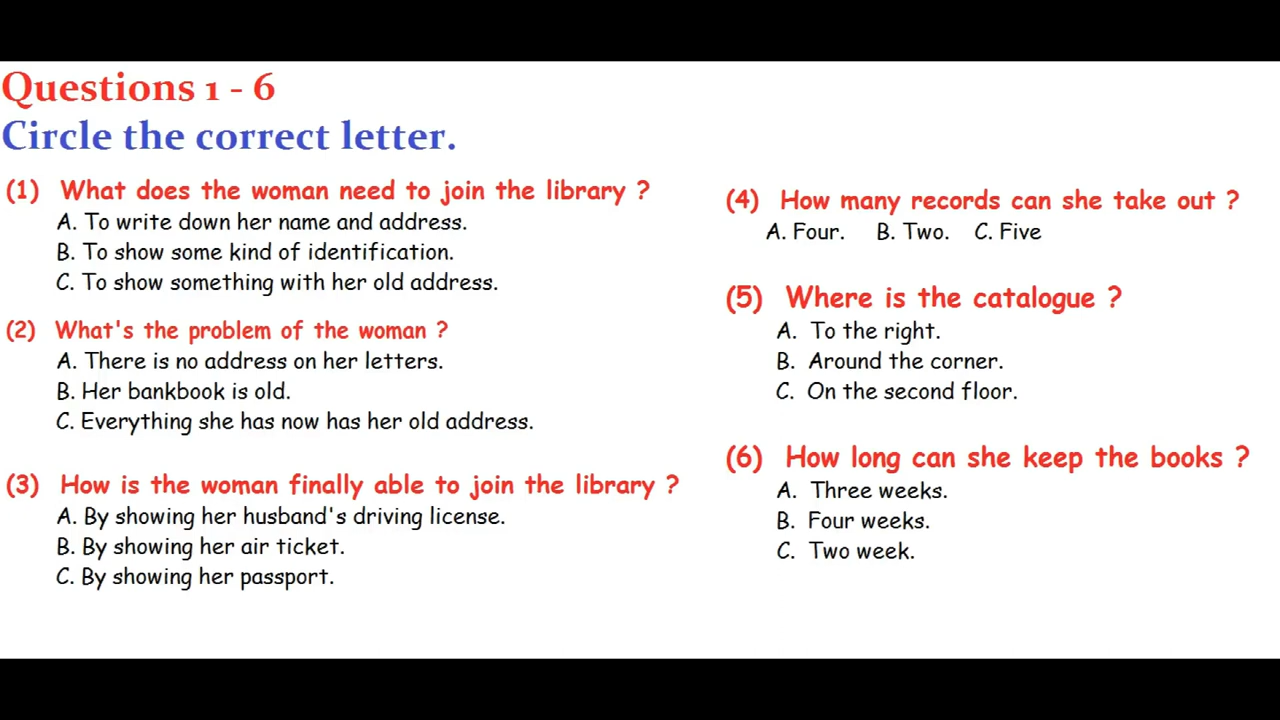 Questions 1 - 6
Circle the correct letter.
(1) What does the woman need to join the library ?
A. To write down her name and address.
B. To show some kind of identification.
C. To show something with her old address.
(2) What's the problem of the woman ?
A. There is no address on her letters.
B. Her bankbook is old.
C. Everything she has now has her old address.
(3) How is the woman finally able to join the library ?
A. By showing her husband's driving license.
B. By showing her air ticket.
C. By showing her passport.
(4) How many records can she take out ?
A. Four. B. Two. C. Five
(5) Where is the catalogue ?
A. To the right.
B. Around the corner.
C. On the second floor.
(6) How long can she keep the books ?
A. Three weeks.
B. Four weeks.
C. Two week.